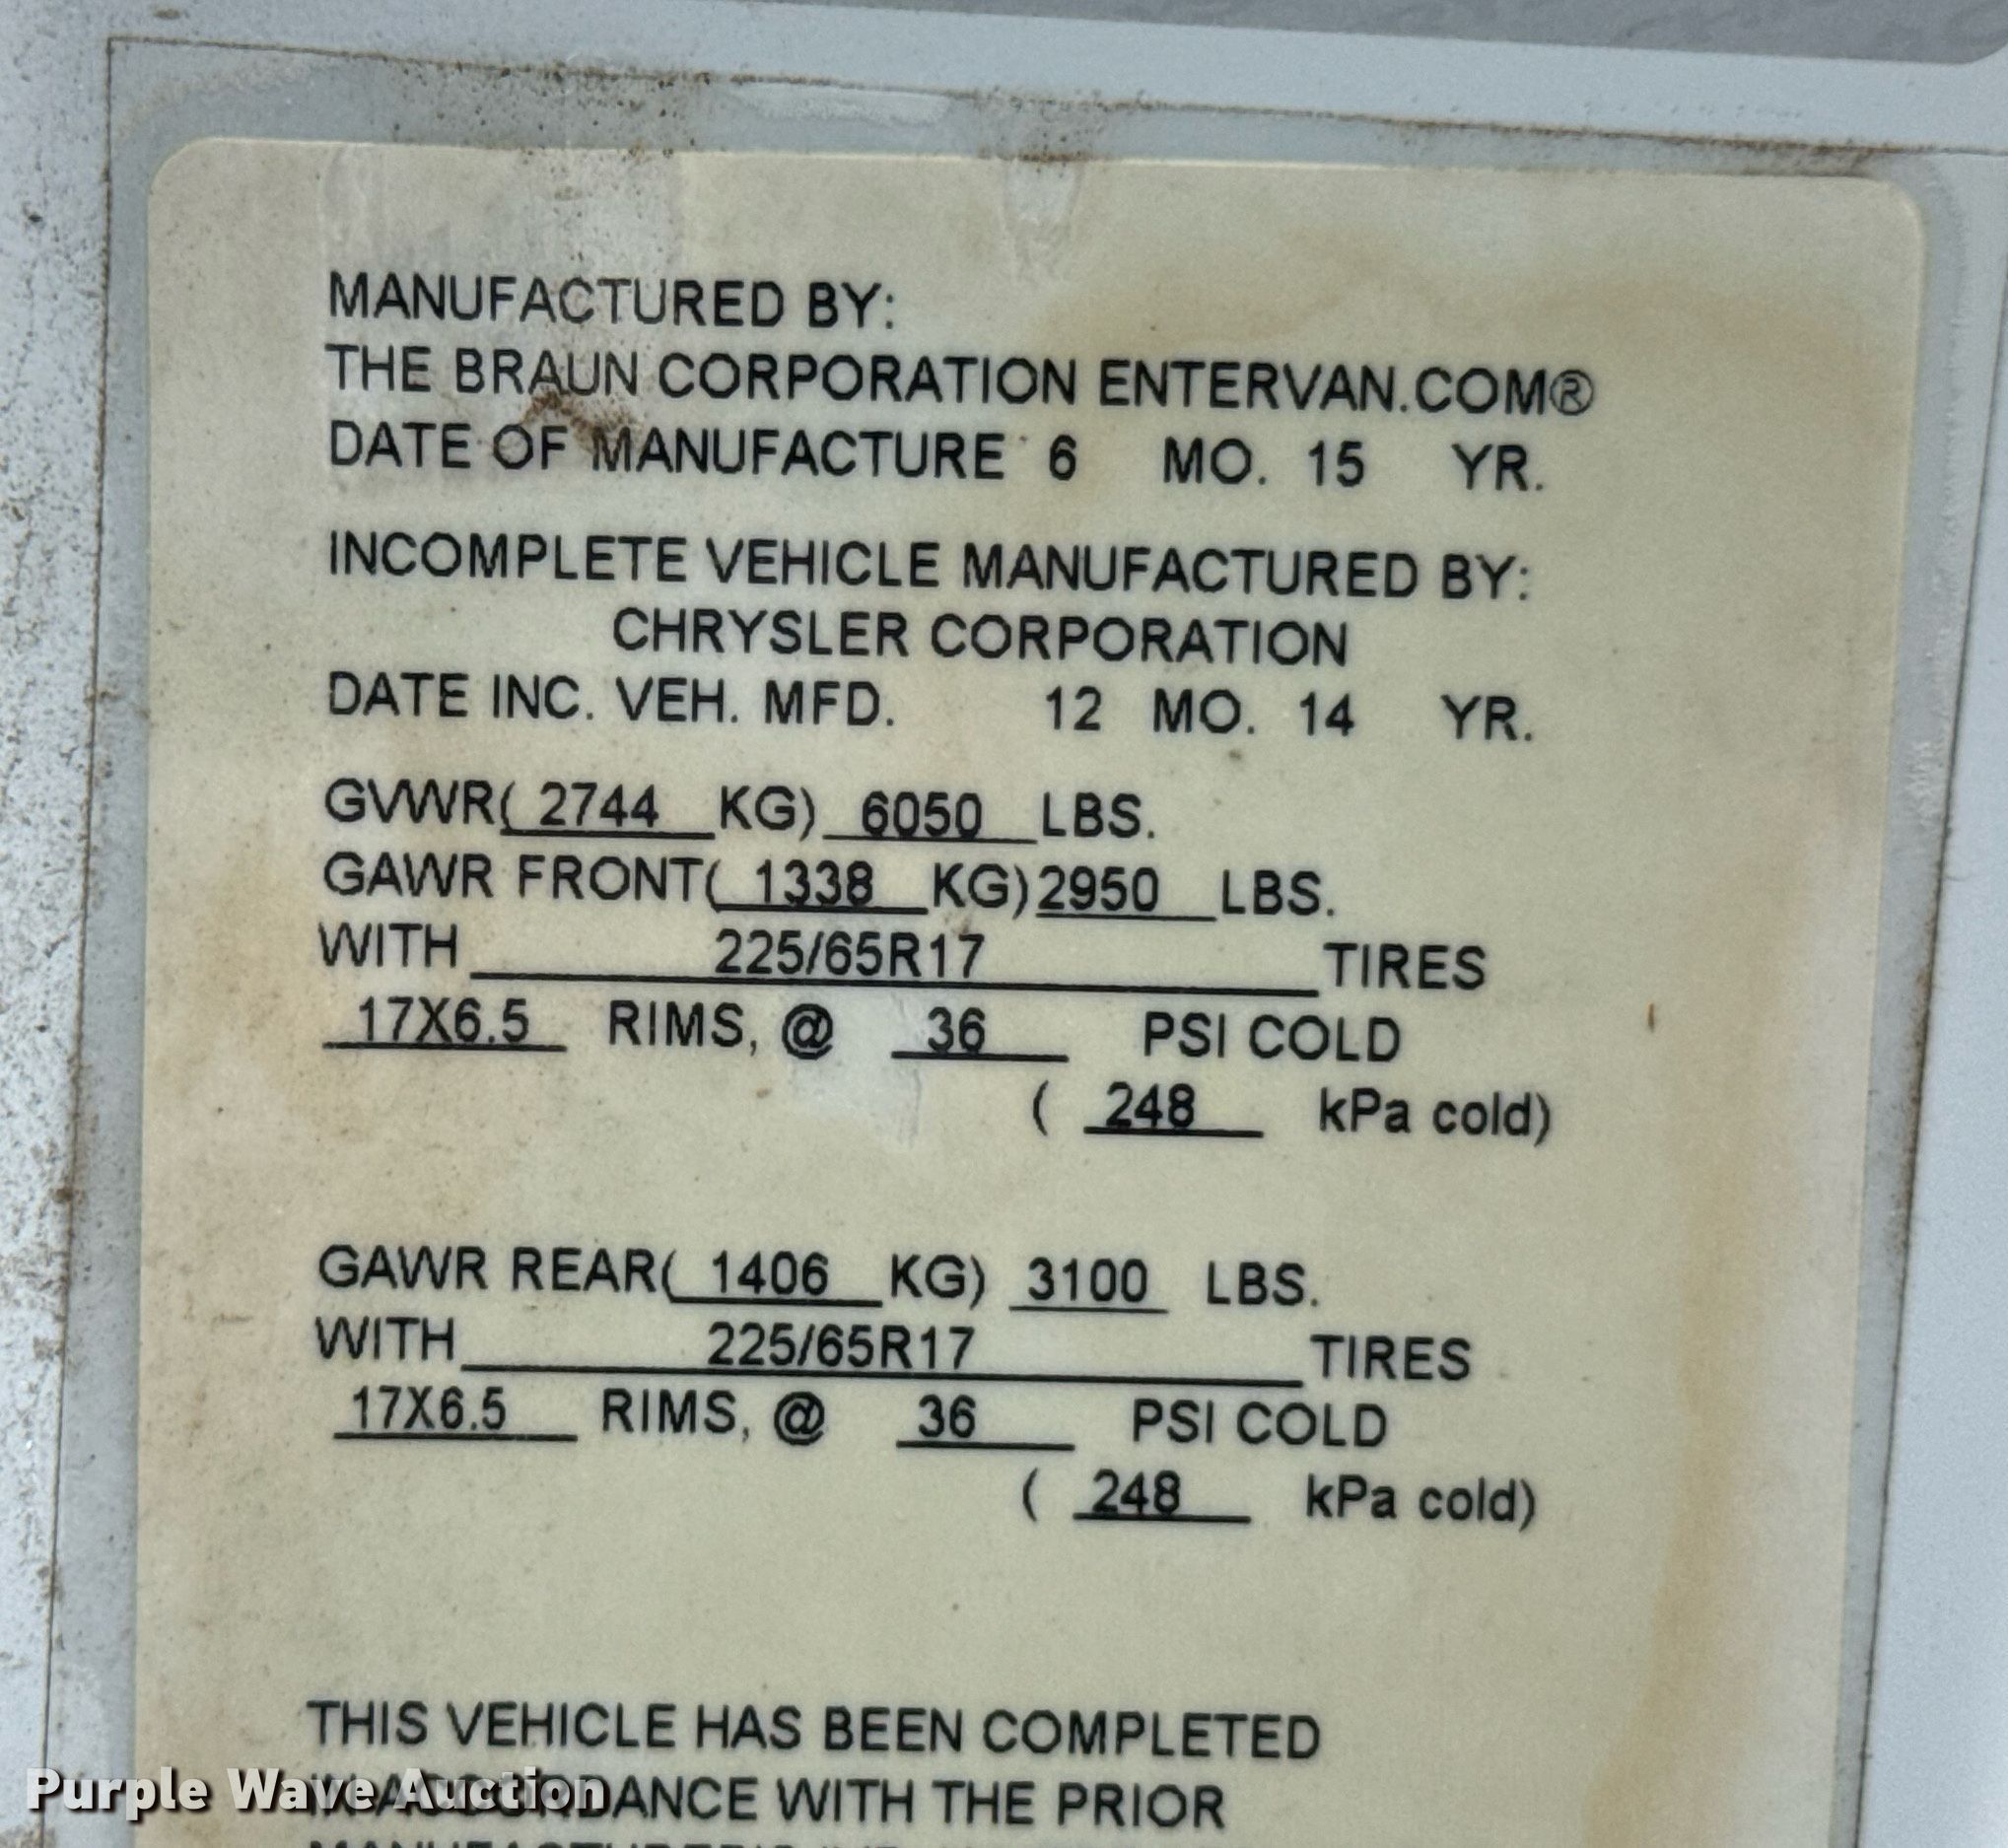 MANUFACTURED BY:
THE BRAUN CORPORATION ENTERVAN.COM®
DATE OF MANUFACTURE 6 MO. 15 YR.
INCOMPLETE VEHICLE MANUFACTURED BY:
CHRYSLER CORPORATION
DATE INC. VEH. MFD. 12 MO. 14 YR.
GVWR( 2744 KG) 6050 LBS.
GAWR FRONT( 1338 KG) 2950 LBS.
WITH 225/65R17 TIRES
17X6.5 RIMS, @ 36 PSI COLD
( 248 kPa cold)
GAWR REAR( 1406 KG) 3100 LBS.
WITH 225/65R17 TIRES
17X6.5 RIMS, @ 36 PSI COLD
( 248 kPa cold)
THIS VEHICLE HAS BEEN COMPLETED
IN ACCORDANCE WITH THE PRIOR
Purple Wave Auction